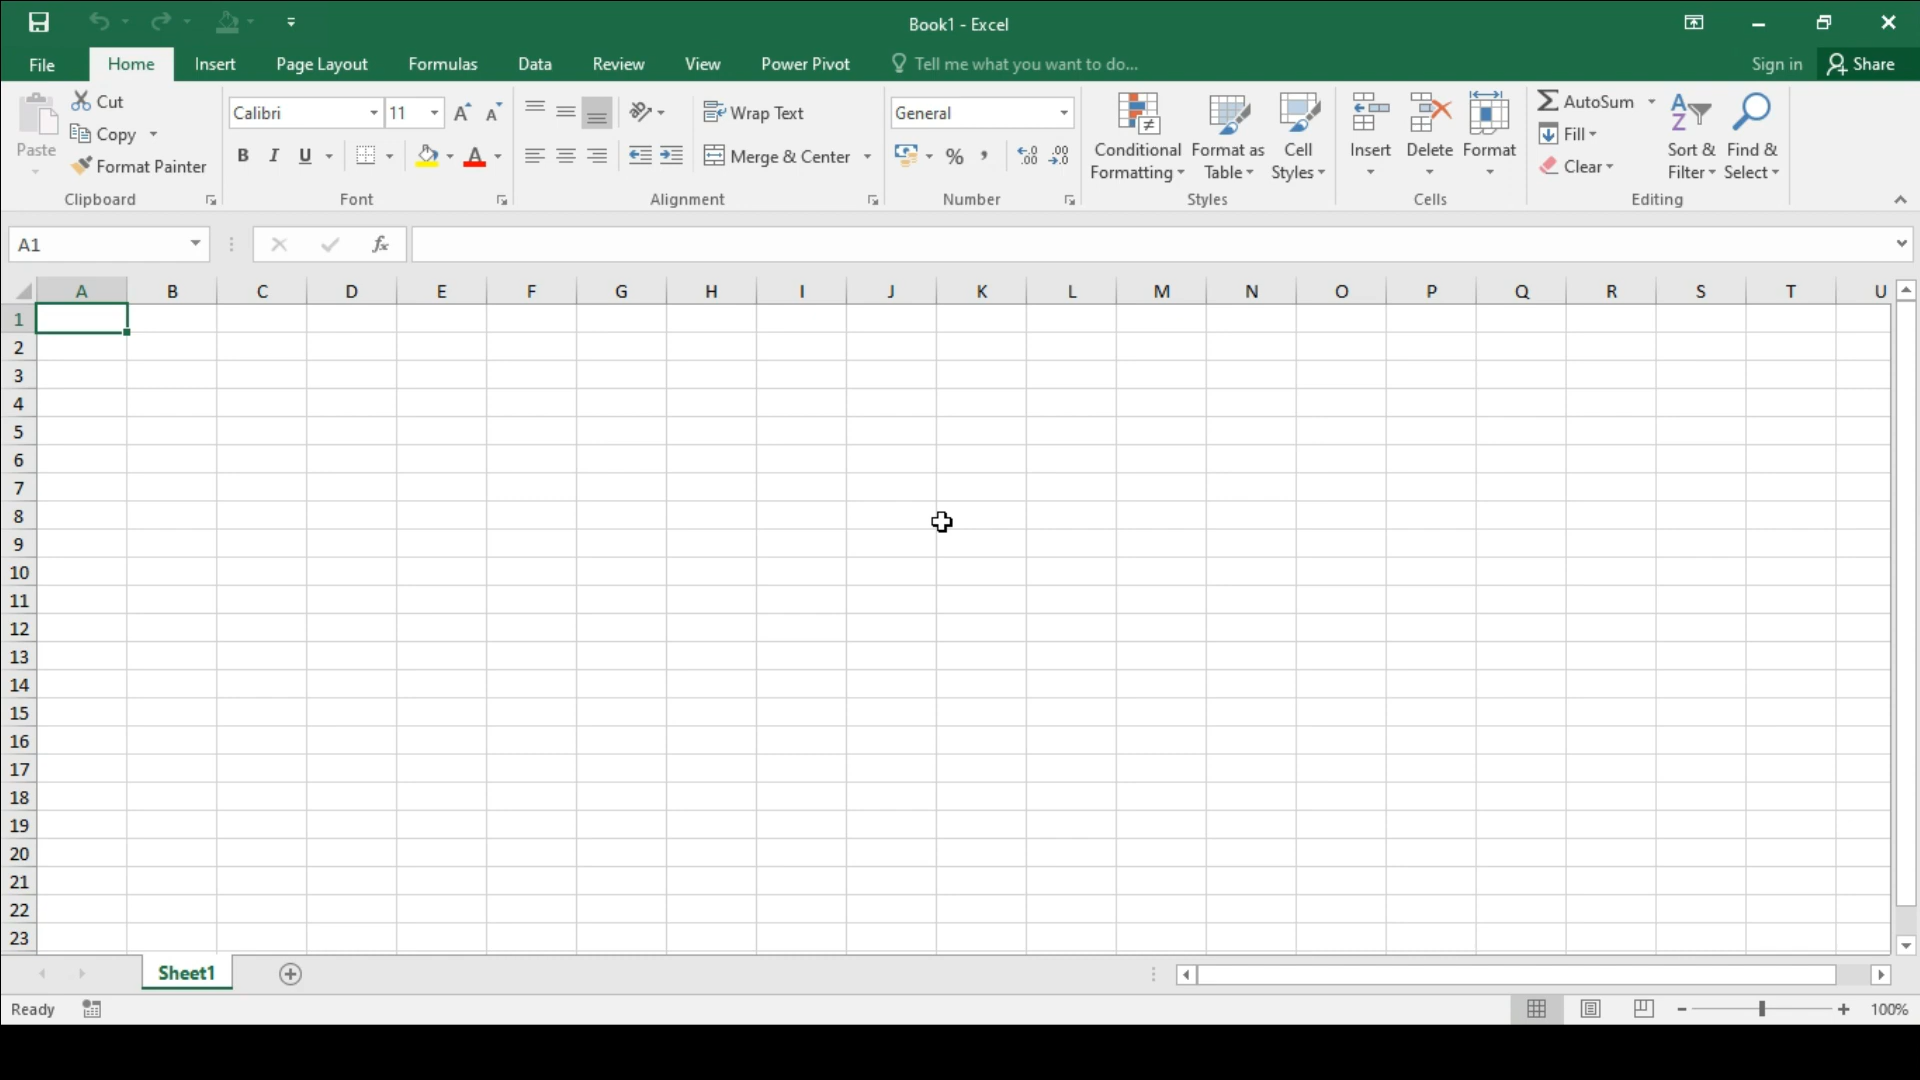 Book1 - Excel
File Home Insert Page Layout Formulas Data Review View Power Pivot Tell me what you want to do... Sign in Share
Paste Cut Copy Format Painter
Clipboard
Calibri 11
B I U A
Font
Wrap Text
Merge & Center
Alignment
General
% , .00 .0
Number
Conditional Formatting Format as Table Cell Styles
Styles
Insert Delete Format
Cells
AutoSum
Fill
Clear
Sort & Filter Find & Select
Editing
A1 fx
A B C D E F G H I J K L M N O P Q R S T U
1
2
3
4
5
6
7
8
9
10
11
12
13
14
15
16
17
18
19
20
21
22
23
Sheet1
Ready 100%